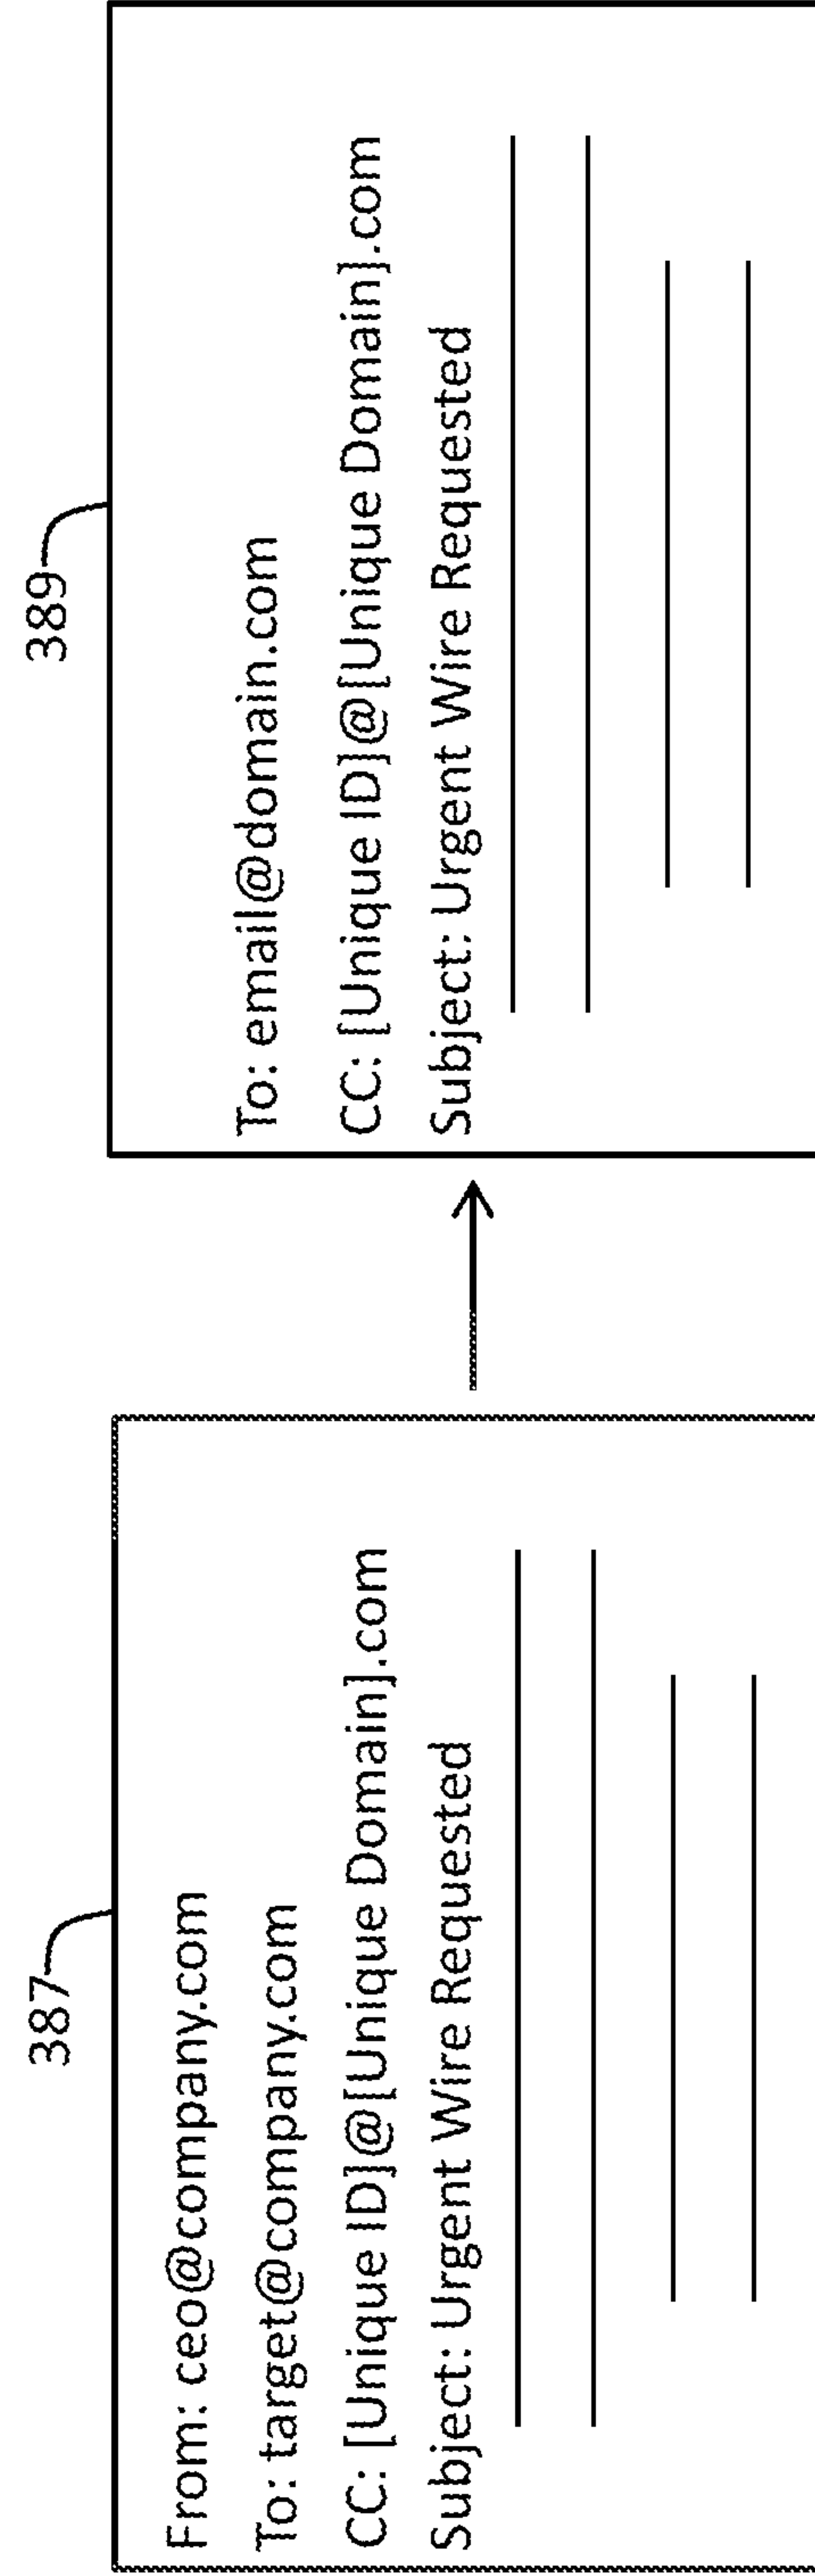 387
From: ceo@company.com
To: target@company.com
CC: [Unique ID]@[Unique Domain].com
Subject: Urgent Wire Requested
389
To: email@domain.com
CC: [Unique ID]@[Unique Domain].com
Subject: Urgent Wire Requested